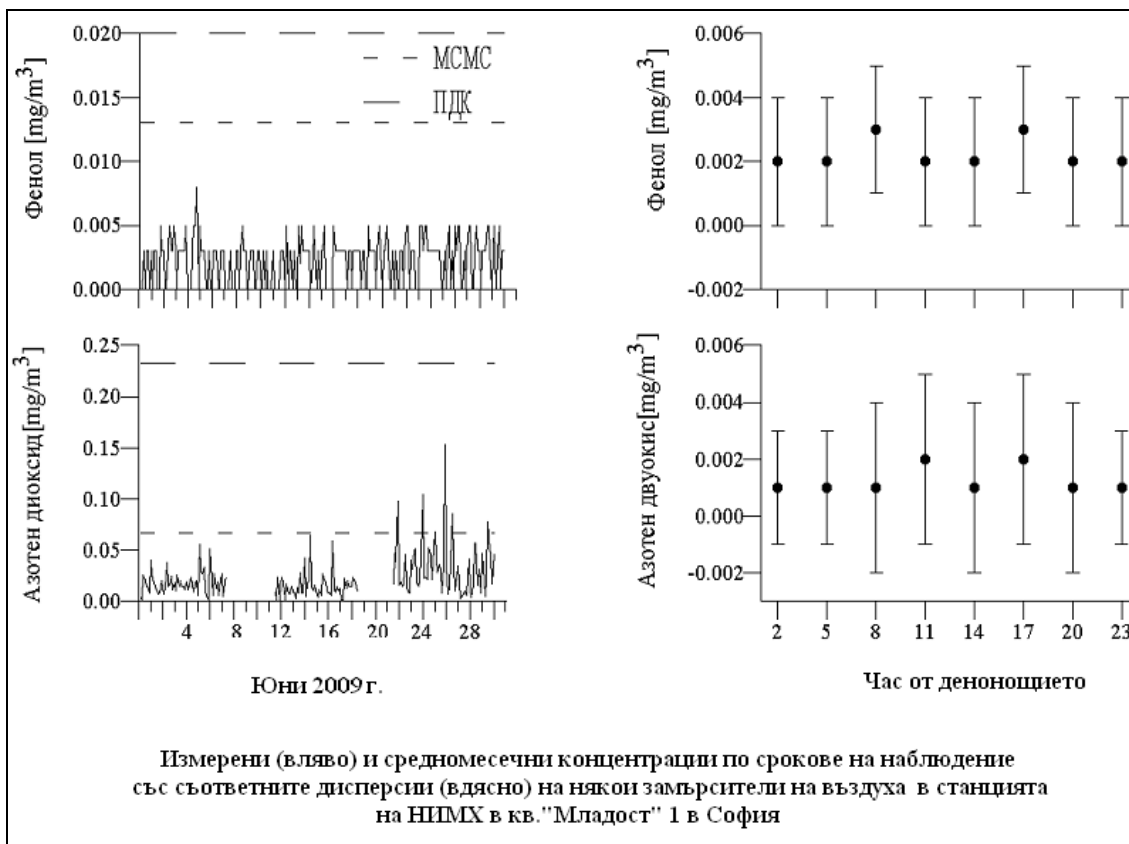 0.020
0.015
0.010
0.005
0.000
Фенол [mg/m³]
МСМС
ПДК
0.006
0.004
0.002
0.000
-0.002
Фенол [mg/m³]
0.25
0.20
0.15
0.10
0.05
0.00
Азотен диоксид[mg/m³]
4 8 12 16 20 24 28
Юни 2009 г.
0.006
0.004
0.002
0.000
-0.002
Азотен двуокис[mg/m³]
2 5 8 11 14 17 20 23
Час от денонощието
Измерени (вляво) и средномесечни концентрации по срокове на наблюдение
със съответните дисперсии (вдясно) на някои замърсители на въздуха в станцията
на НИМХ в кв."Младост" 1 в София